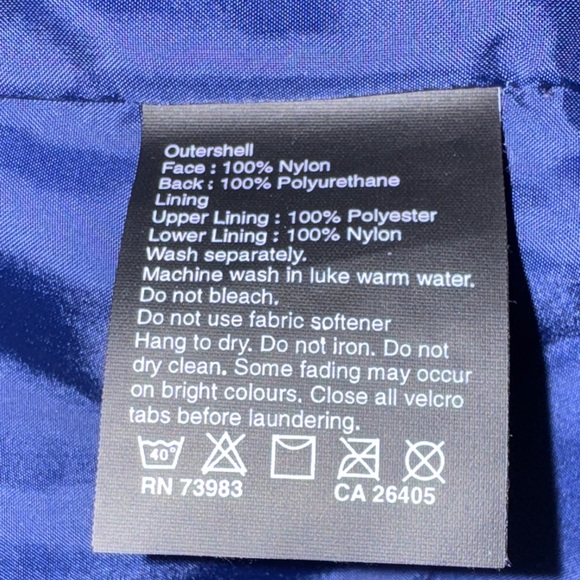 Outershell
Face : 100% Nylon
Back : 100% Polyurethane
Lining
Upper Lining : 100% Polyester
Lower Lining : 100% Nylon
Wash separately.
Machine wash in luke warm water.
Do not bleach.
Do not use fabric softener
Hang to dry. Do not iron. Do not
dry clean. Some fading may occur
on bright colours. Close all velcro
tabs before laundering.
40°
RN 73983 CA 26405